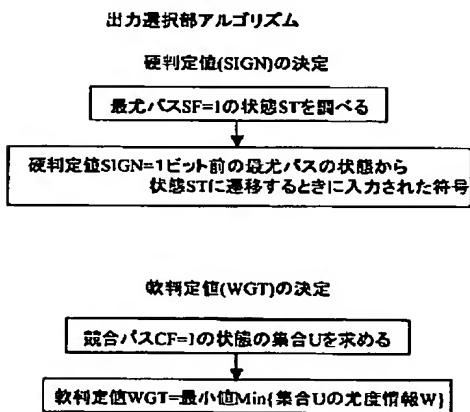 出力選択部アルゴリズム
硬判定値(SIGN)の決定
最尤パスSF=1の状態STを調べる
硬判定値SIGN=1ビット前の最尤パスの状態から
状態STに遷移するときに入力された符号
軟判定値(WGT)の決定
競合パスCF=1の状態の集合Uを求める
軟判定値WGT=最小値Min{集合Uの尤度情報W}